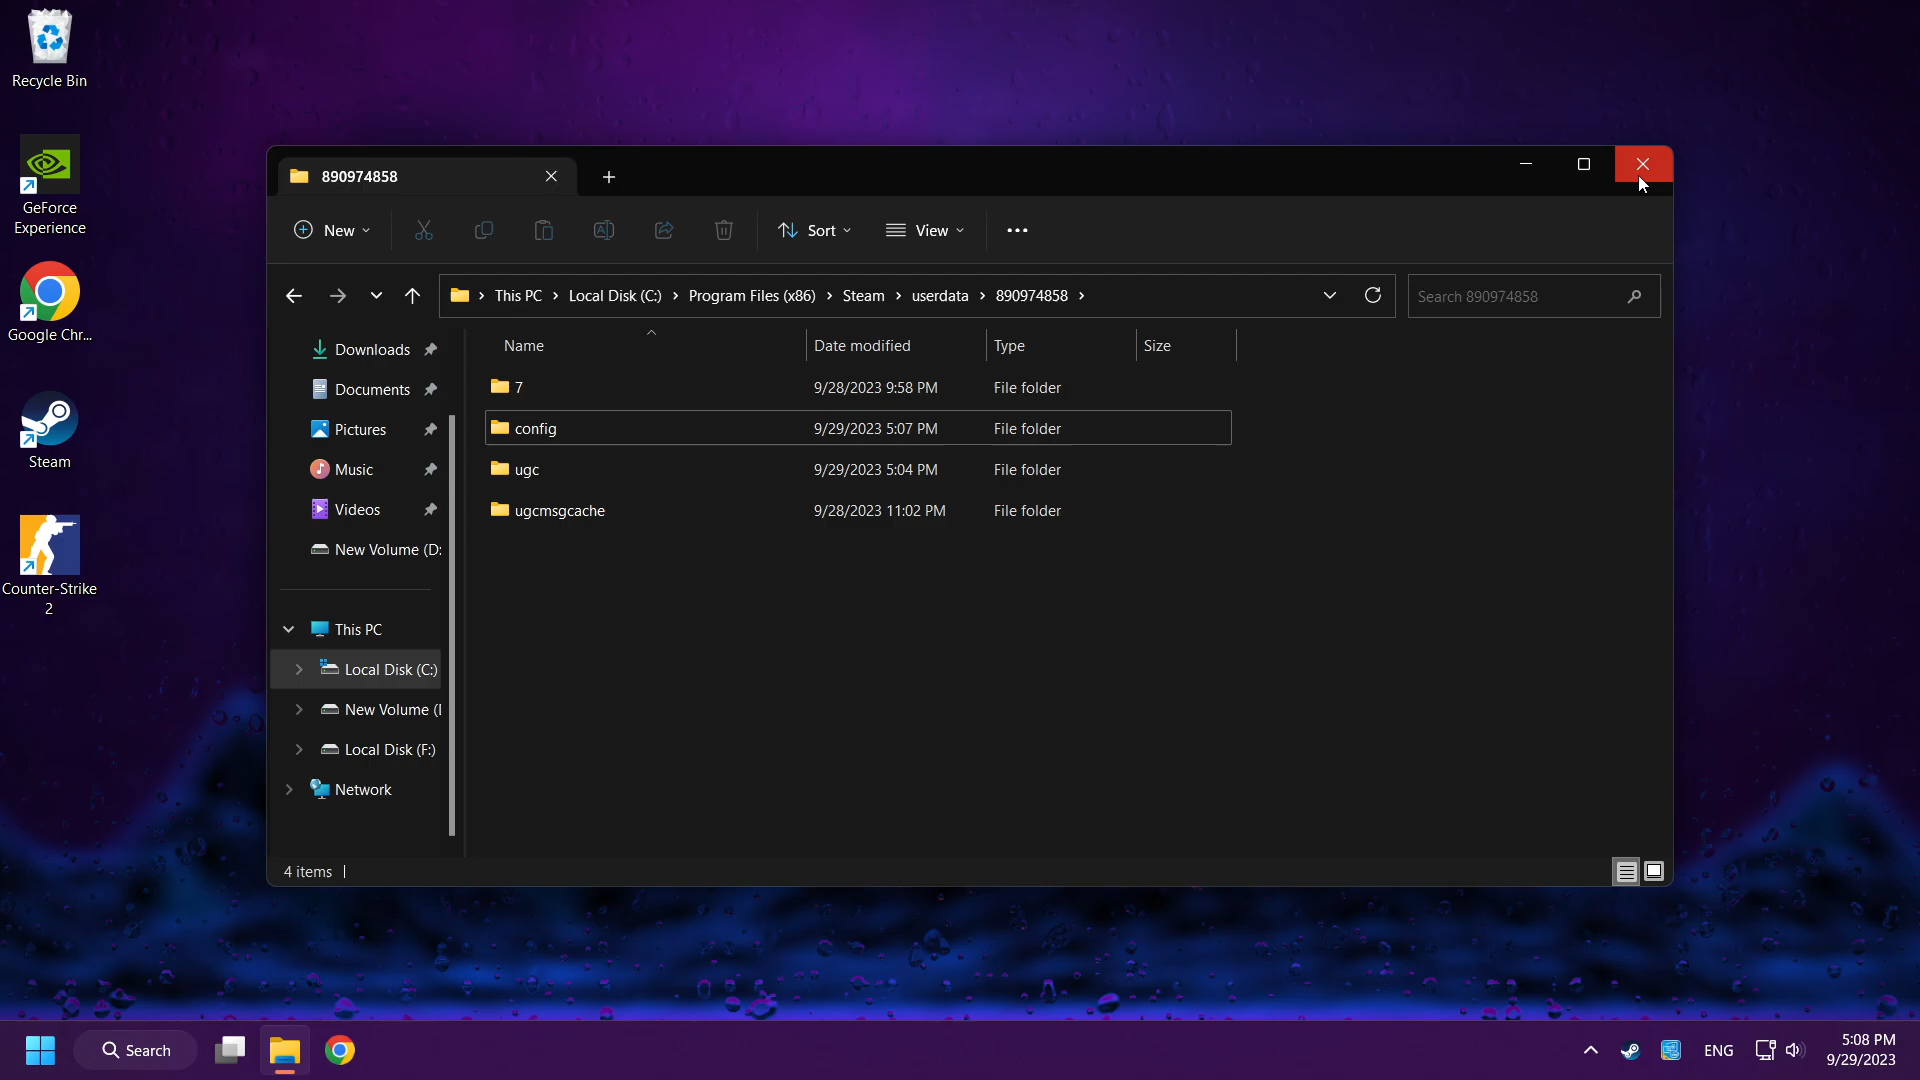 Recycle Bin
GeForce
Experience
Google Chr...
Steam
Counter-Strike
2
890974858
New
Sort
View
This PC
Local Disk (C:)
Program Files (x86)
Steam
userdata
890974858
Search 890974858
Downloads
Documents
Pictures
Music
Videos
New Volume (D:
This PC
Local Disk (C:)
New Volume (D
Local Disk (F:)
Network
Name Date modified Type Size
7 9/28/2023 9:58 PM File folder
config 9/29/2023 5:07 PM File folder
ugc 9/29/2023 5:04 PM File folder
ugcmsgcache 9/28/2023 11:02 PM File folder
4 items
Search
ENG
5:08 PM
9/29/2023